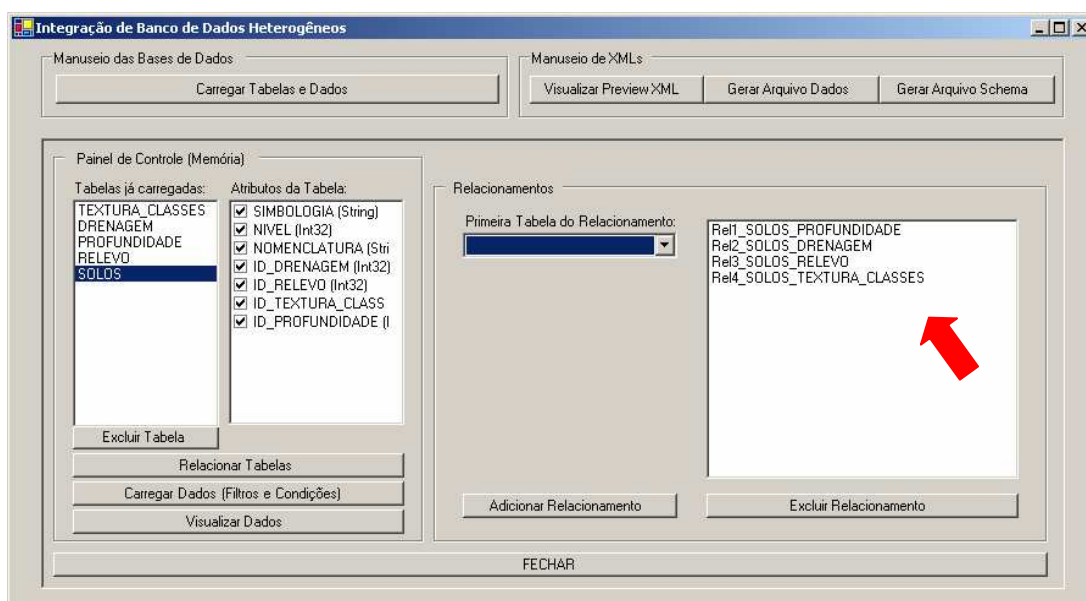 Integração de Banco de Dados Heterogêneos
Manuseio das Bases de Dados
Carregar Tabelas e Dados
Manuseio de XMLs
Visualizar Preview XML
Gerar Arquivo Dados
Gerar Arquivo Schema
Painel de Controle (Memória)
Tabelas já carregadas:
TEXTURA_CLASSES
DRENAGEM
PROFUNDIDADE
RELEVO
SOLOS
Excluir Tabela
Atributos da Tabela:
SIMBOLOGIA (String)
NIVEL (Int32)
NOMENCLATURA (Stri
ID_DRENAGEM (Int32)
ID_RELEVO (Int32)
ID_TEXTURA_CLASS
ID_PROFUNDIDADE (I
Relacionar Tabelas
Carregar Dados (Filtros e Condições)
Visualizar Dados
Relacionamentos
Primeira Tabela do Relacionamento:
Adicionar Relacionamento
Rel1_SOLOS_PROFUNDIDADE
Rel2_SOLOS_DRENAGEM
Rel3_SOLOS_RELEVO
Rel4_SOLOS_TEXTURA_CLASSES
Excluir Relacionamento
FECHAR